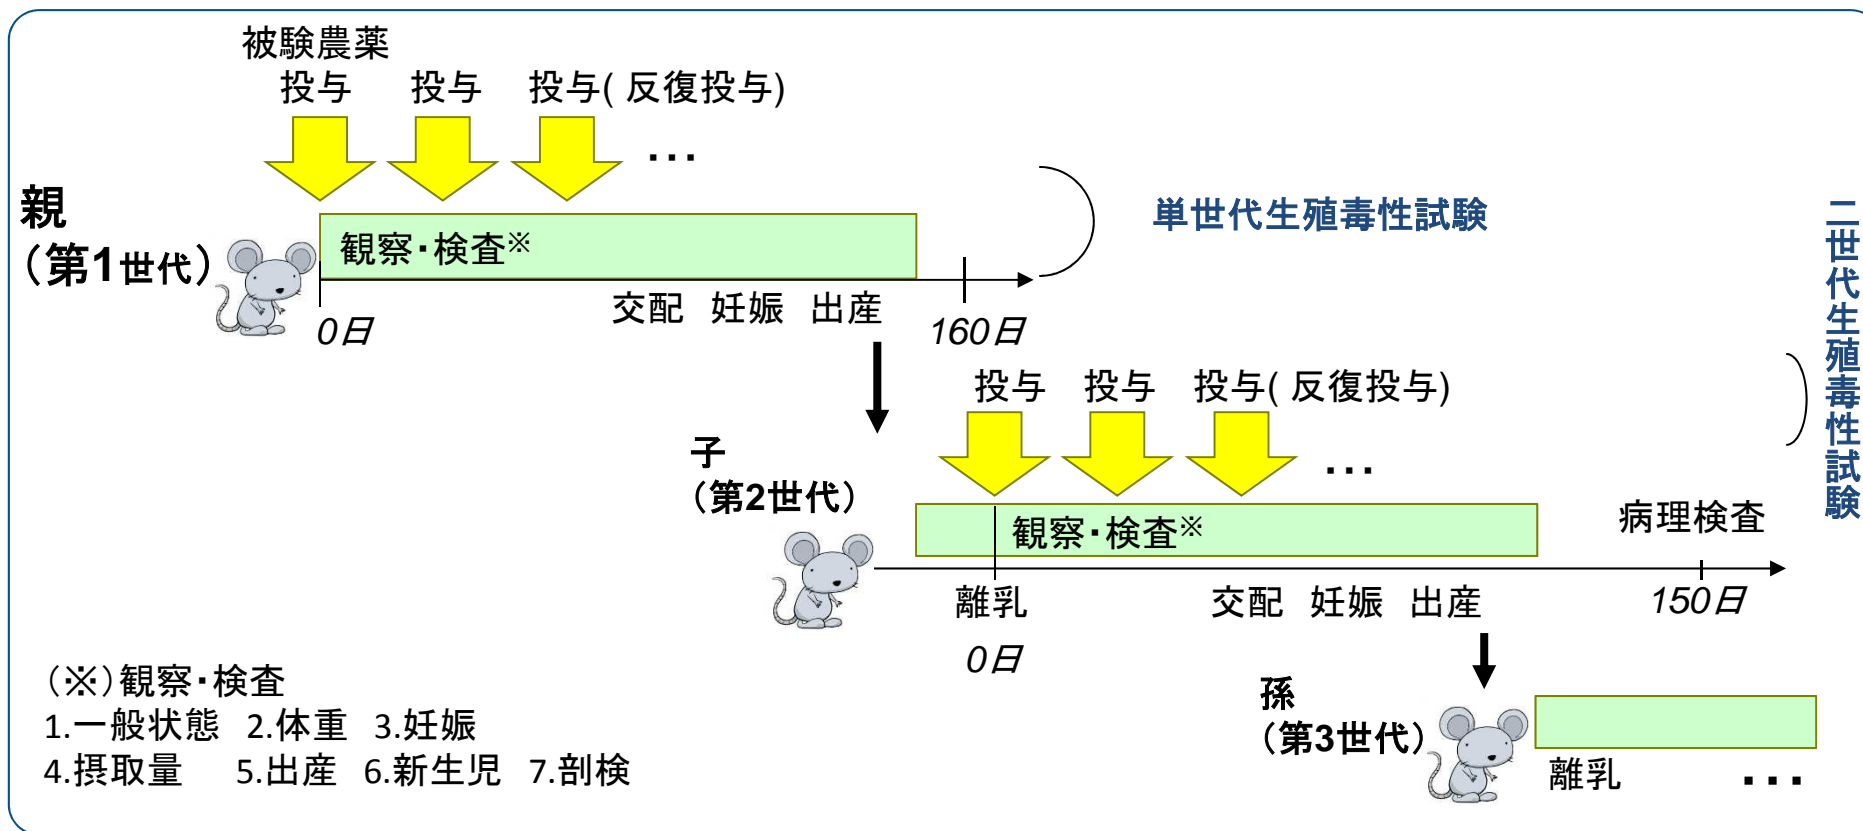 被験農薬
投与 投与 投与( 反復投与)
・・・
親
（第1世代）
観察・検査※
単世代生殖毒性試験
二世代生殖毒性試験
交配 妊娠 出産
0日 160日
投与 投与 投与( 反復投与)
・・・
子
（第2世代）
観察・検査※
病理検査
離乳 交配 妊娠 出産 150日
0日
孫
（第3世代）
離乳 ・・・
(※)観察・検査
1.一般状態 2.体重 3.妊娠
4.摂取量 5.出産 6.新生児 7.剖検